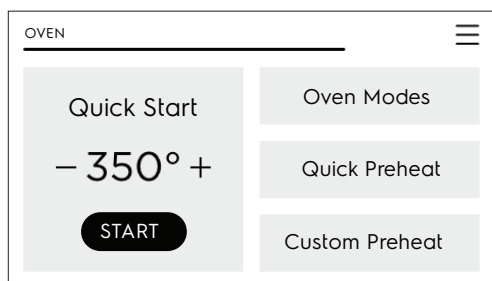 OVEN
Quick Start
− 350° +
START
Oven Modes
Quick Preheat
Custom Preheat